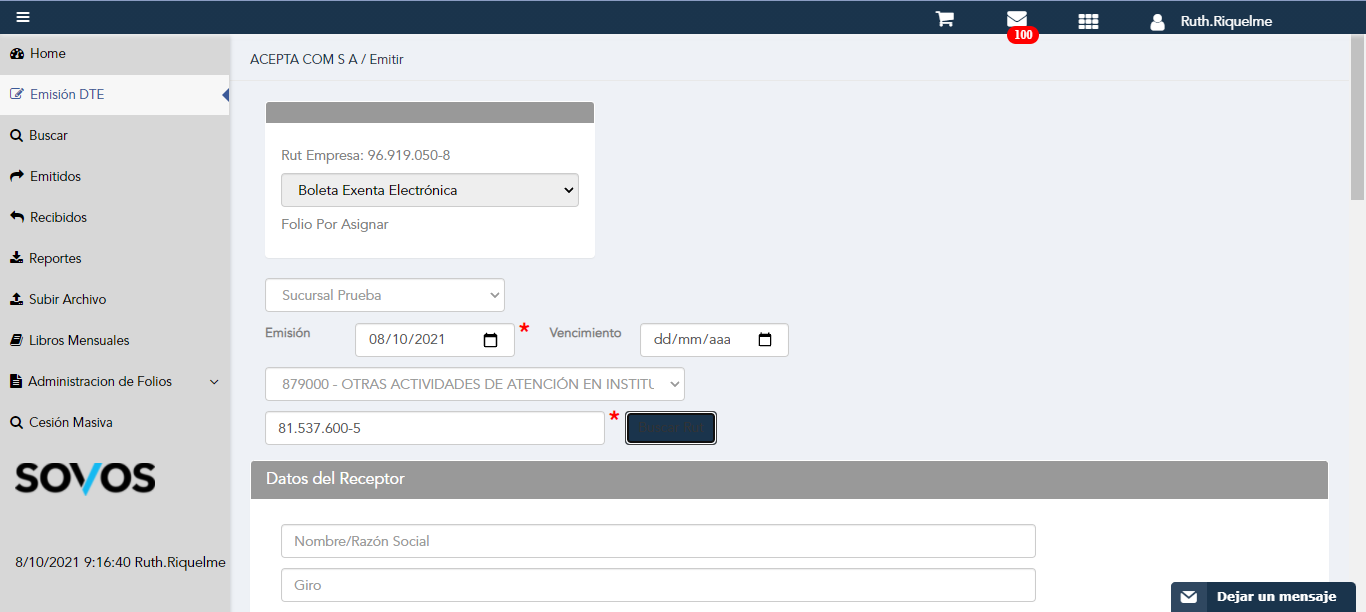 Ruth.Riquelme
100
Home
ACEPTA COM S A / Emitir
Emisión DTE
Buscar
Emitidos
Recibidos
Reportes
Subir Archivo
Libros Mensuales
Administracion de Folios
Cesión Masiva
SOVOS
8/10/2021 9:16:40 Ruth.Riquelme
Rut Empresa: 96.919.050-8
Boleta Exenta Electrónica
Folio Por Asignar
Sucursal Prueba
Emisión 08/10/2021 * Vencimiento dd/mm/aaa
879000 - OTRAS ACTIVIDADES DE ATENCIÓN EN INSTITU
81.537.600-5 *
Datos del Receptor
Nombre/Razón Social
Giro
Dejar un mensaje